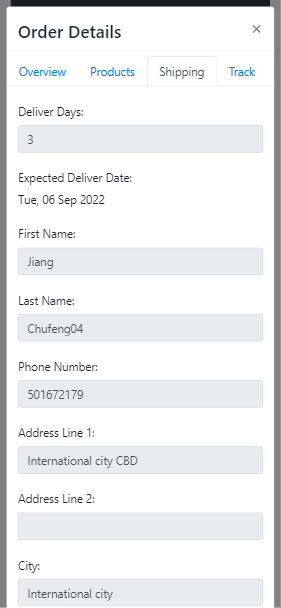 Order Details ×
Overview Products Shipping Track
Deliver Days:
3
Expected Deliver Date:
Tue, 06 Sep 2022
First Name:
Jiang
Last Name:
Chufeng04
Phone Number:
501672179
Address Line 1:
International city CBD
Address Line 2:
City:
International city